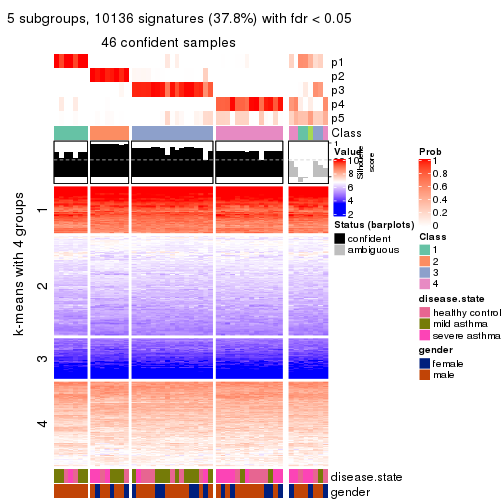 5 subgroups, 10136 signatures (37.8%) with fdr < 0.05
46 confident samples
p1
p2
p3
p4
p5
Class
1
Silhouette
score
k-means with 4 groups
1
2
3
4
disease.state
gender
Value
10
8
6
4
2
Status (barplots)
confident
ambiguous
Prob
1
0.8
0.6
0.4
0.2
0
Class
1
2
3
4
disease.state
healthy control
mild asthma
severe asthma
gender
female
male